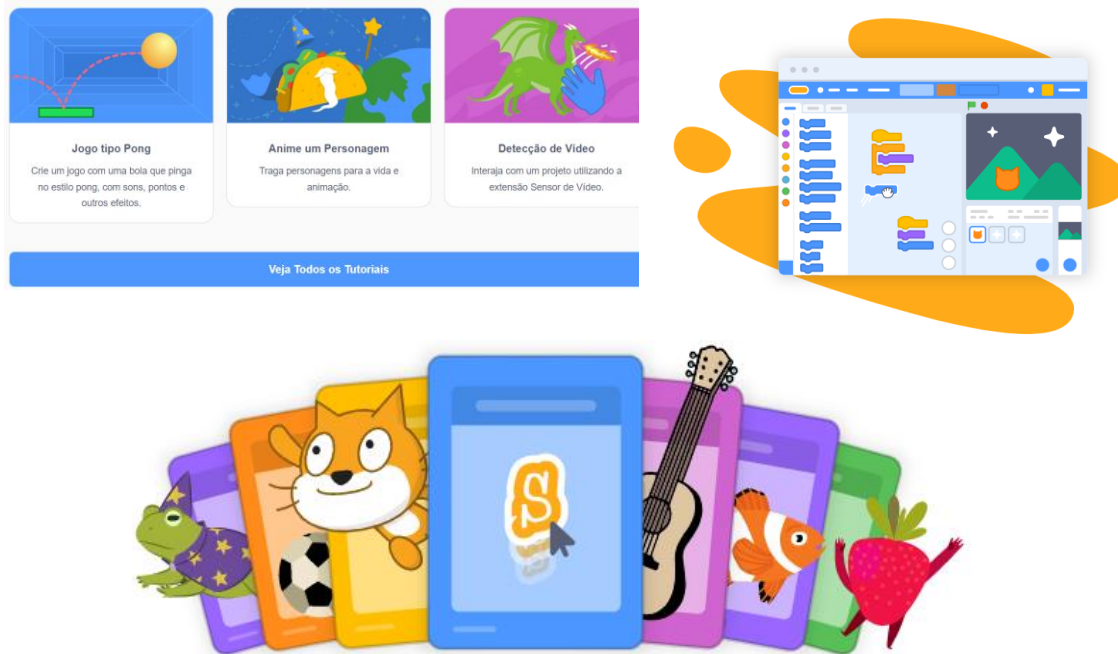 Jogo tipo Pong
Crie um jogo com uma bola que pinga
no estilo pong, com sons, pontos e
outros efeitos.
Anime um Personagem
Traga personagens para a vida e
animação.
Detecção de Vídeo
Interaja com um projeto utilizando a
extensão Sensor de Vídeo.
Veja Todos os Tutoriais
S